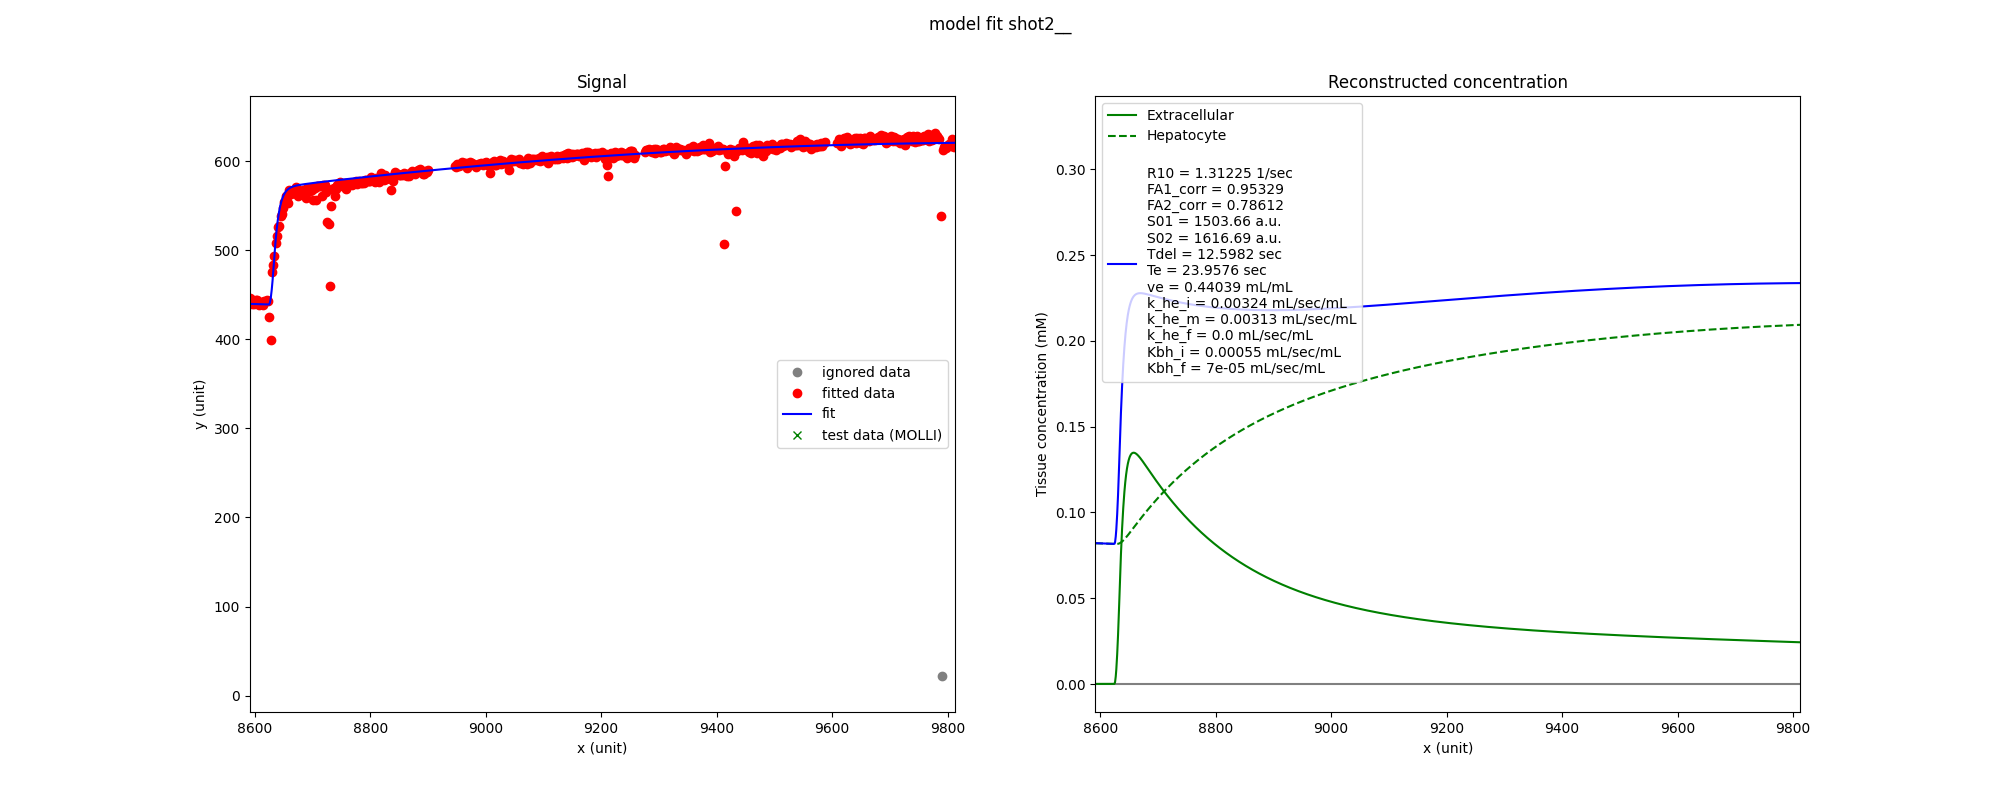 model fit shot2__
Signal
600
500
400
300
200
100
0
y (unit)
ignored data
fitted data
fit
test data (MOLLI)
8600 8800 9000 9200 9400 9600 9800
x (unit)
Reconstructed concentration
0.30
0.25
0.20
0.15
0.10
0.05
0.00
Tissue concentration (mM)
Extracellular
Hepatocyte
R10 = 1.31225 1/sec
FA1_corr = 0.95329
FA2_corr = 0.78612
S01 = 1503.66 a.u.
S02 = 1616.69 a.u.
Tdel = 12.5982 sec
Te = 23.9576 sec
ve = 0.44039 mL/mL
k_he_i = 0.00324 mL/sec/mL
k_he_m = 0.00313 mL/sec/mL
k_he_f = 0.0 mL/sec/mL
Kbh_i = 0.00055 mL/sec/mL
Kbh_f = 7e-05 mL/sec/mL
8600 8800 9000 9200 9400 9600 9800
x (unit)